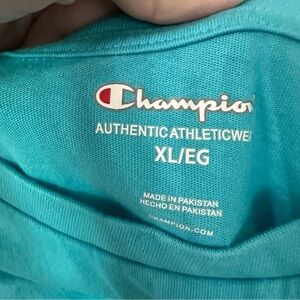 Champion
AUTHENTIC ATHLETICWE
XL/EG
MADE IN PAKISTAN
HECHO EN PAKISTAN
CHAMPION.COM